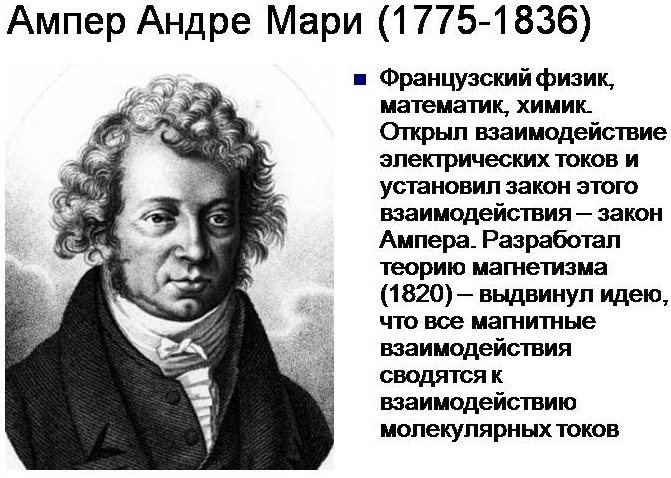 Ампер Андре Мари (1775-1836)
Французский физик,
математик, химик.
Открыл взаимодействие
электрических токов и
установил закон этого
взаимодействия – закон
Ампера. Разработал
теорию магнетизма
(1820) – выдвинул идею,
что все магнитные
взаимодействия
сводятся к
взаимодействию
молекулярных токов